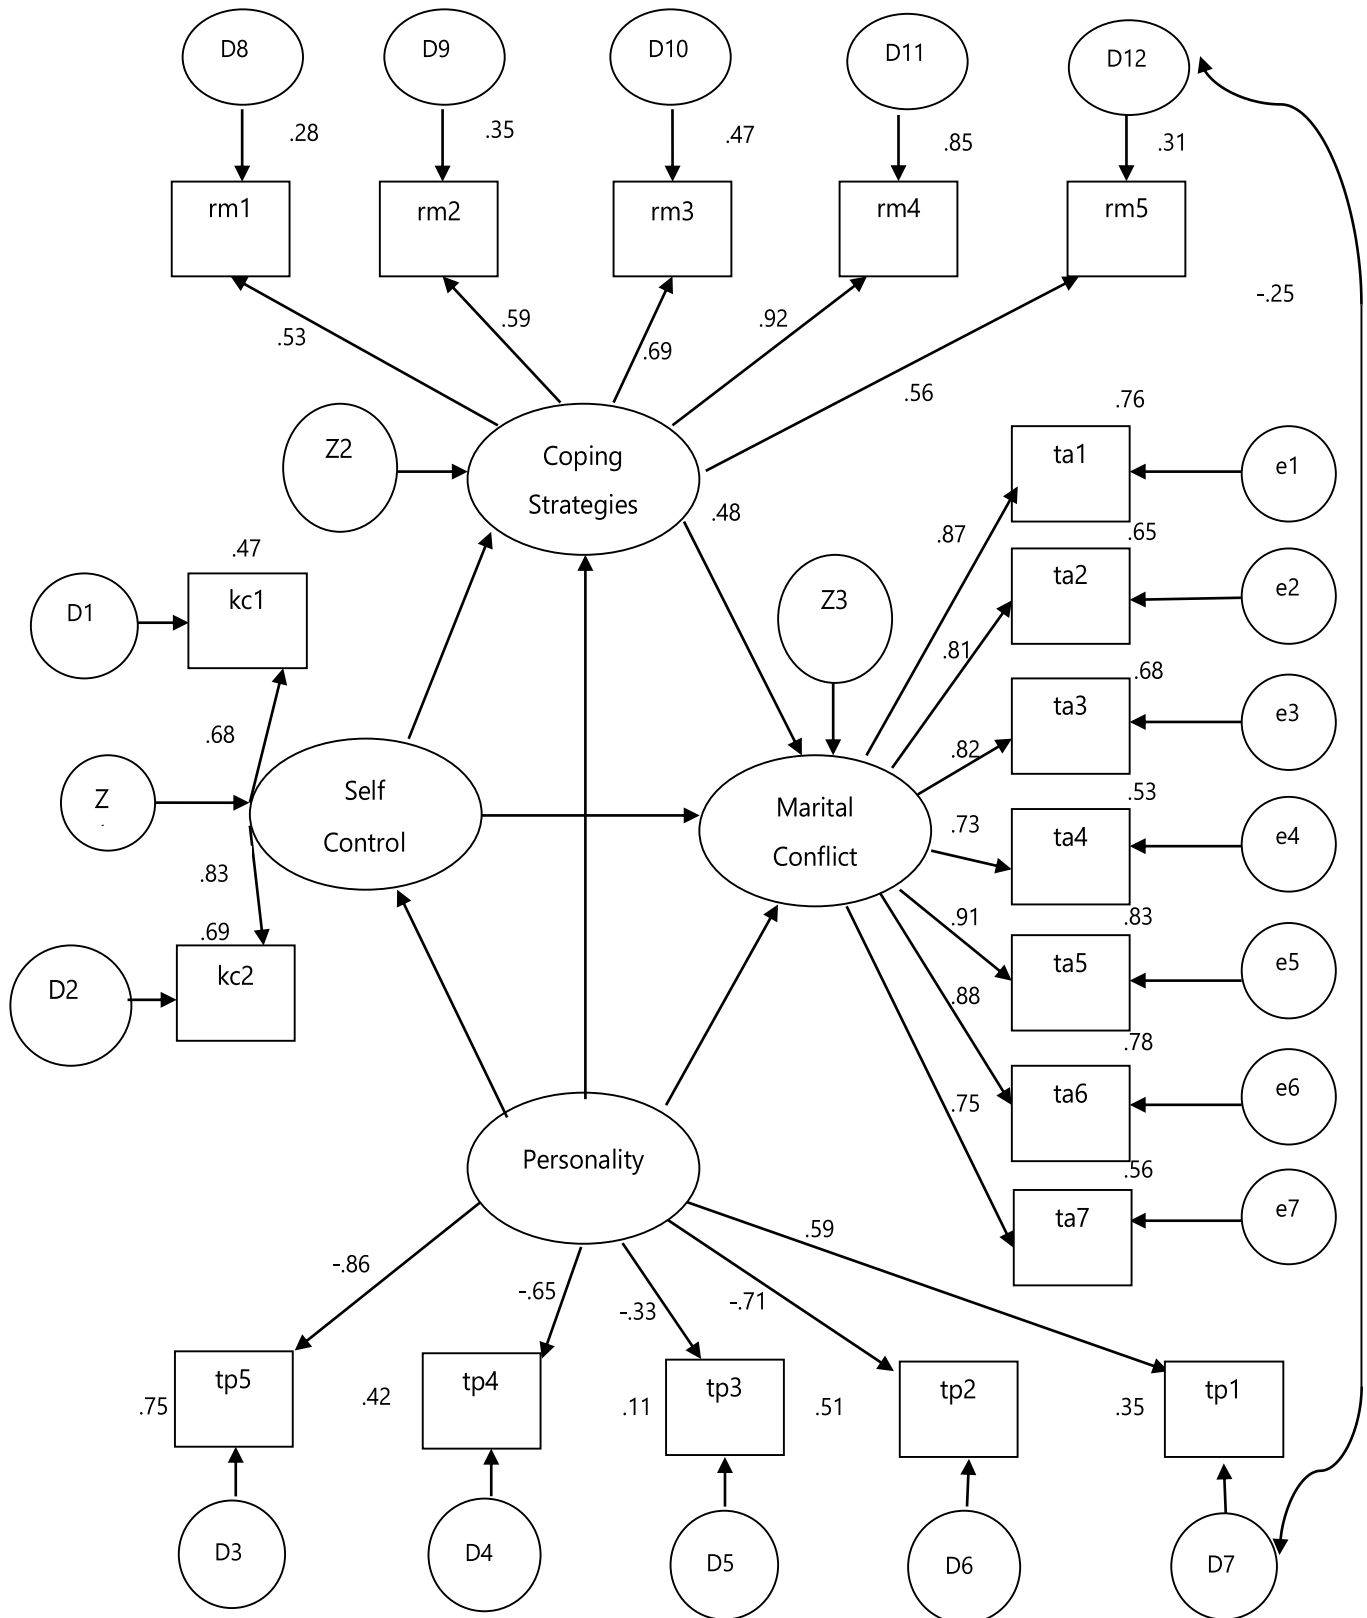 D8
D9
D10
D11
D12
.28
.35
.47
.85
.31
rm1
rm2
rm3
rm4
rm5
-.25
.53
.59
.69
.92
.56
.76
Z2
Coping
Strategies
ta1
e1
.48
.87
.65
.47
D1
kc1
Z3
ta2
e2
.81
.68
ta3
e3
.68
.82
Z
Self
Control
Marital
Conflict
.53
.73
ta4
e4
.83
.69
.91
.83
D2
kc2
ta5
e5
.88
.78
.75
ta6
e6
Personality
.56
ta7
e7
.59
-.86
-.65
-.33
-.71
tp5
tp4
tp3
tp2
tp1
.75
.42
.11
.51
.35
D3
D4
D5
D6
D7